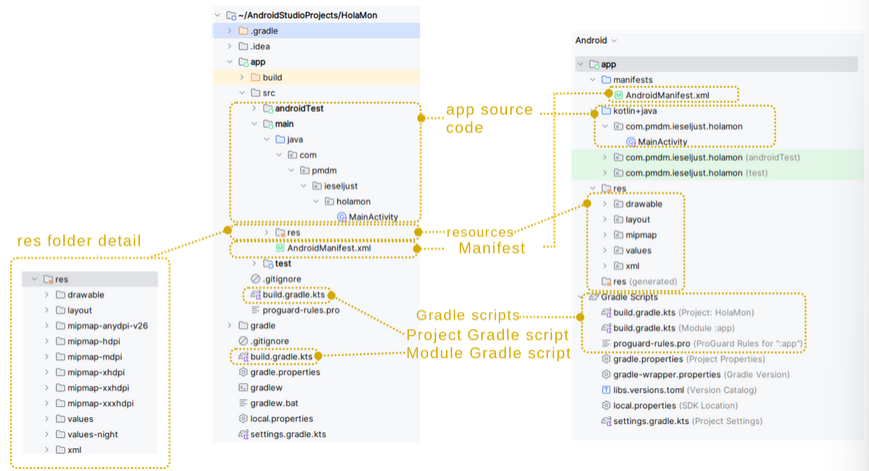 ~/AndroidStudioProjects/HolaMon
.gradle
.idea
app
build
src
androidTest
main
java
com
pmdm
ieseljust
holamon
MainActivity
res
AndroidManifest.xml
test
.gitignore
build.gradle.kts
proguard-rules.pro
gradle
.gitignore
build.gradle.kts
gradle.properties
gradlew
gradlew.bat
local.properties
settings.gradle.kts
res folder detail
res
drawable
layout
mipmap-anydpi-v26
mipmap-hdpi
mipmap-mdpi
mipmap-xhdpi
mipmap-xxhdpi
mipmap-xxxhdpi
values
values-night
xml
app source
code
resources
Manifest
Gradle scripts
Project Gradle script
Module Gradle script
Android
app
manifests
AndroidManifest.xml
kotlin+java
com.pmdm.ieseljust.holamon
MainActivity
com.pmdm.ieseljust.holamon (androidTest)
com.pmdm.ieseljust.holamon (test)
res
drawable
layout
mipmap
values
xml
res (generated)
Gradle Scripts
build.gradle.kts (Project: HolaMon)
build.gradle.kts (Module :app)
proguard-rules.pro (ProGuard Rules for ":app")
gradle.properties (Project Properties)
gradle-wrapper.properties (Gradle Version)
libs.versions.toml (Version Catalog)
local.properties (SDK Location)
settings.gradle.kts (Project Settings)